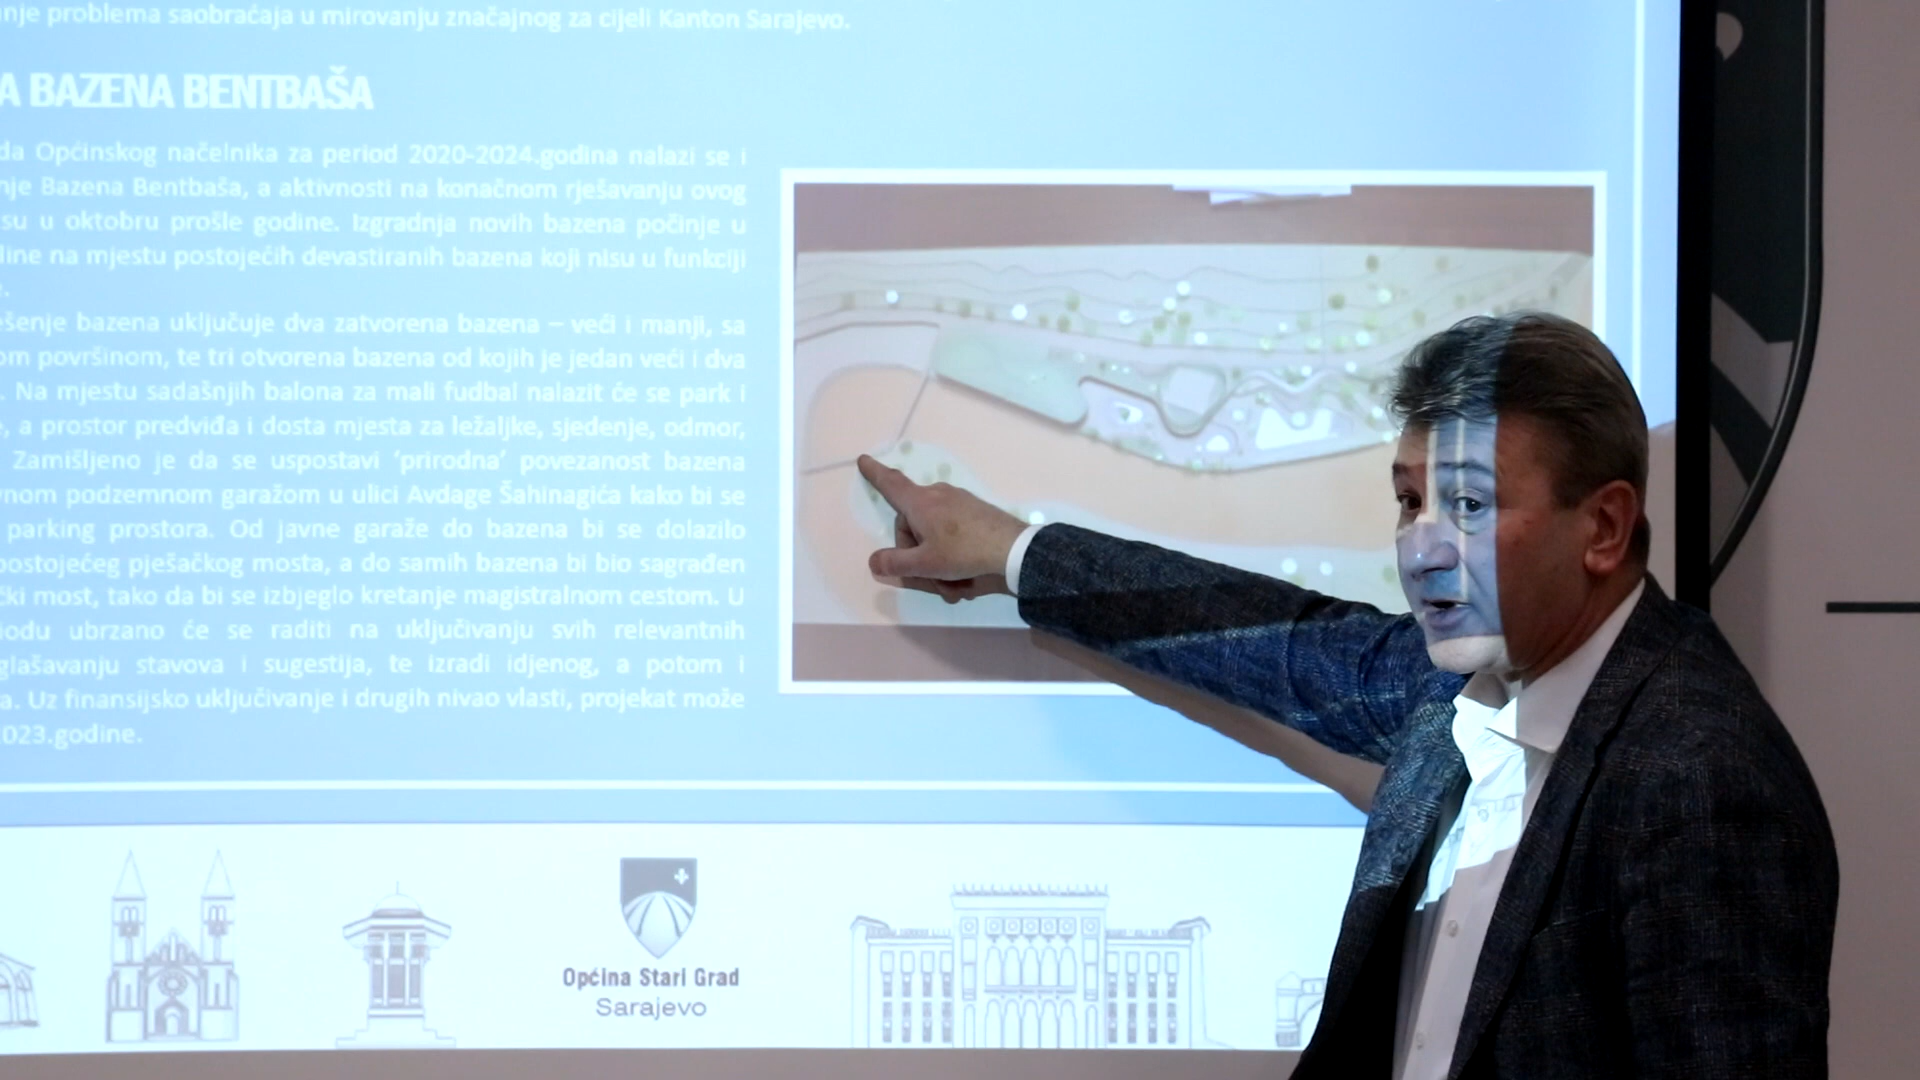 problema saobraćaja u mirovanju značajnog za cijeli Kanton Sarajevo.
A BAZENA BENTBAŠA
da Općinskog načelnika za period 2020-2024.godina nalazi se i
nje Bazena Bentbaša, a aktivnosti na konačnom rješavanju ovog
su u oktobru prošle godine. Izgradnja novih bazena počinje u
na mjestu postojećih devastiranih bazena koji nisu u funkciji
bazena uključuje dva zatvorena bazena – veći i manji, sa
om površinom, te tri otvorena bazena od kojih je jedan veći i dva
. Na mjestu sadašnjih balona za mali fudbal nalazit će se park i
, a prostor predviđa i dosta mjesta za ležaljke, sjedenje, odmor,
Zamišljeno je da se uspostavi ‘prirodna’ povezanost bazena
vnom podzemnom garažom u ulici Avdage Šahinagića kako bi se
parking prostora. Od javne garaže do bazena bi se dolazilo
postojećeg pješačkog mosta, a do samih bazena bi bio sagrađen
čki most, tako da bi se izbjeglo kretanje magistralnom cestom. U
iodu ubrzano će se raditi na uključivanju svih relevantnih
glašavanju stavova i sugestija, te izradi idjenog, a potom i
a. Uz finansijsko uključivanje i drugih nivao vlasti, projekat može
023.godine.
Općina Stari Grad
Sarajevo